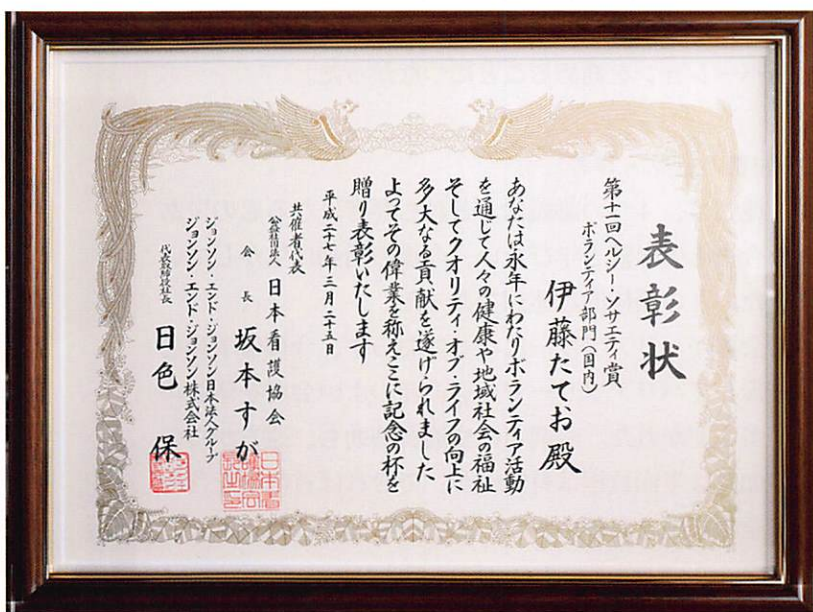 表彰状
第十一回ヘルシー・ソサエティ賞
ボランティア部門（国内）
伊藤たてお殿
あなたは永年にわたりボランティア活動
を通じて人々の健康や地域社会の福祉
そしてクオリティ・オブ・ライフの向上に
多大なる貢献を遂げられました
よってその偉業を称えここに記念の杯を
贈り表彰いたします
平成二十七年三月二十五日
共催者代表
公益社団法人 日本看護協会
会長 坂本すが
ジョンソン・エンド・ジョンソン日本法人グループ
ジョンソン・エンド・ジョンソン株式会社
代表取締役社長 日色保